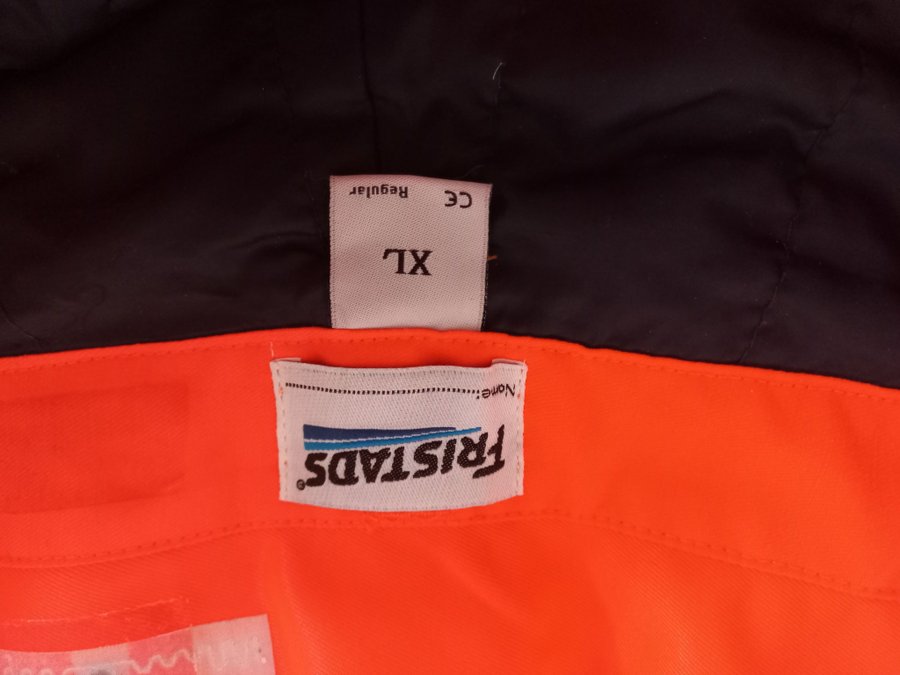 XL
CE Regular
FRISTADS®
Name: